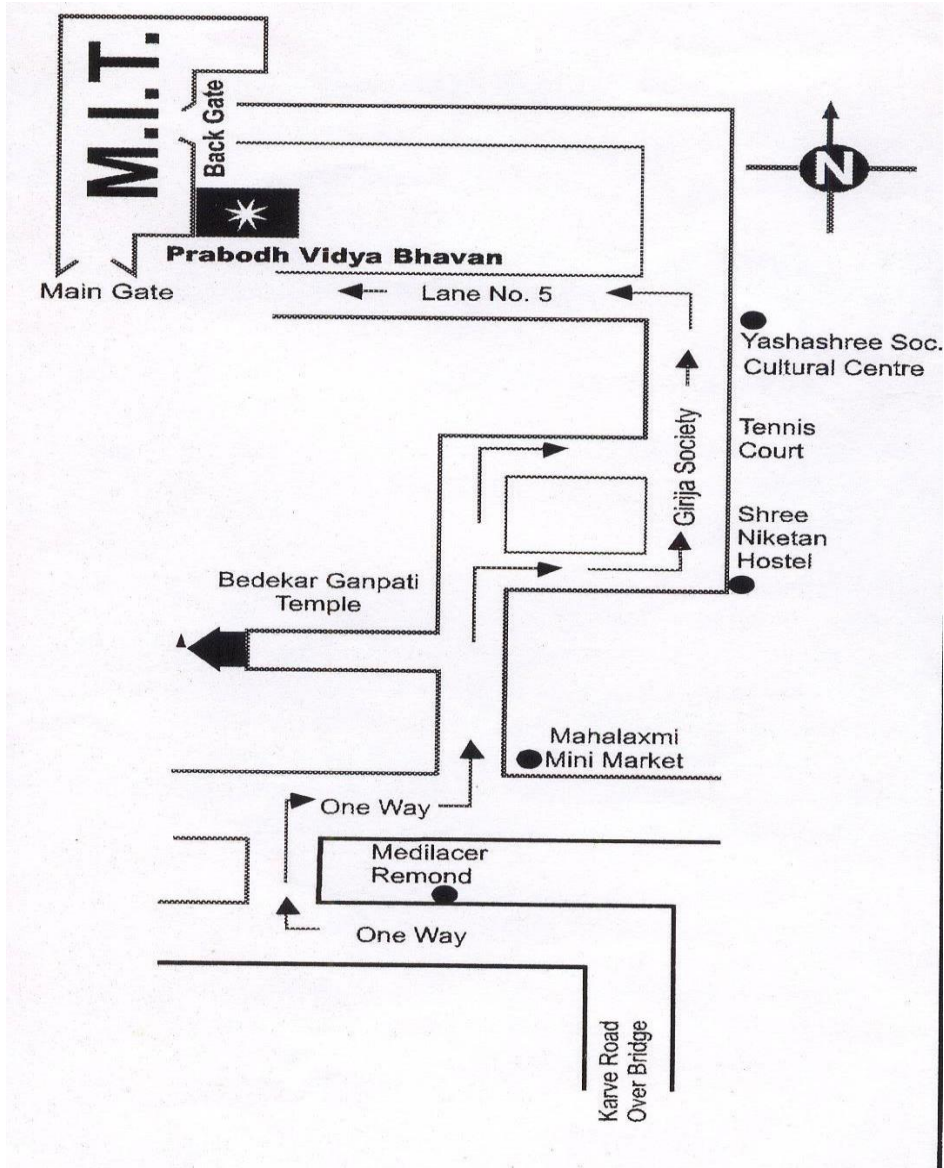 M.I.T.
Back Gate
N
Prabodh Vidya Bhavan
Main Gate
Lane No. 5
Yashashree Soc.
Cultural Centre
Girija Society
Tennis
Court
Shree
Niketan
Hostel
Bedekar Ganpati
Temple
Mahalaxmi
Mini Market
One Way
Medilacer
Remond
One Way
Karve Road
Over Bridge